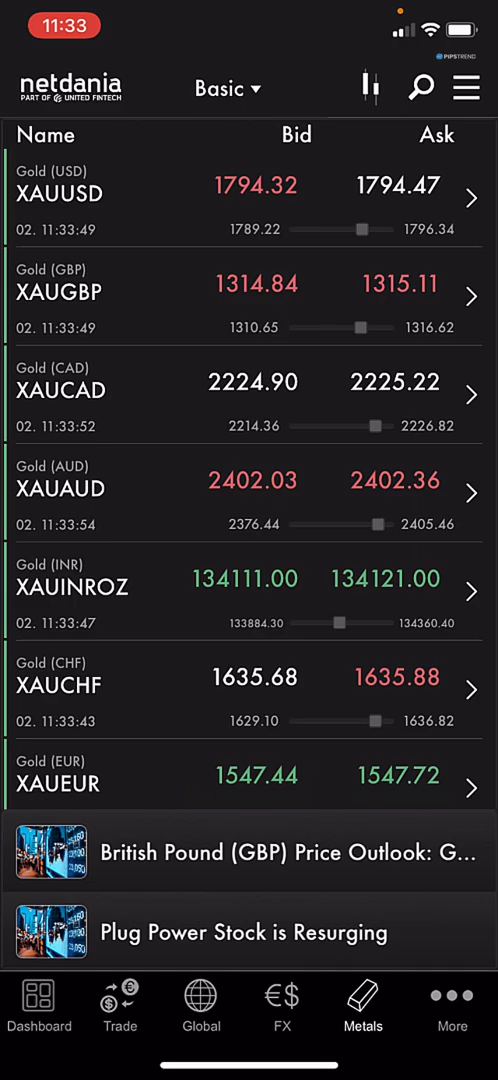 11:33
PIPSTREND
netdania
PART OF UNITED FINTECH
Basic
Name Bid Ask
Gold (USD)
XAUUSD 1794.32 1794.47
02. 11:33:49 1789.22 1796.34
Gold (GBP)
XAUGBP 1314.84 1315.11
02. 11:33:49 1310.65 1316.62
Gold (CAD)
XAUCAD 2224.90 2225.22
02. 11:33:52 2214.36 2226.82
Gold (AUD)
XAUAUD 2402.03 2402.36
02. 11:33:54 2376.44 2405.46
Gold (INR)
XAUINROZ 134111.00 134121.00
02. 11:33:47 133884.30 134360.40
Gold (CHF)
XAUCHF 1635.68 1635.88
02. 11:33:43 1629.10 1636.82
Gold (EUR)
XAUEUR 1547.44 1547.72
British Pound (GBP) Price Outlook: G...
Plug Power Stock is Resurging
Dashboard Trade Global FX Metals More